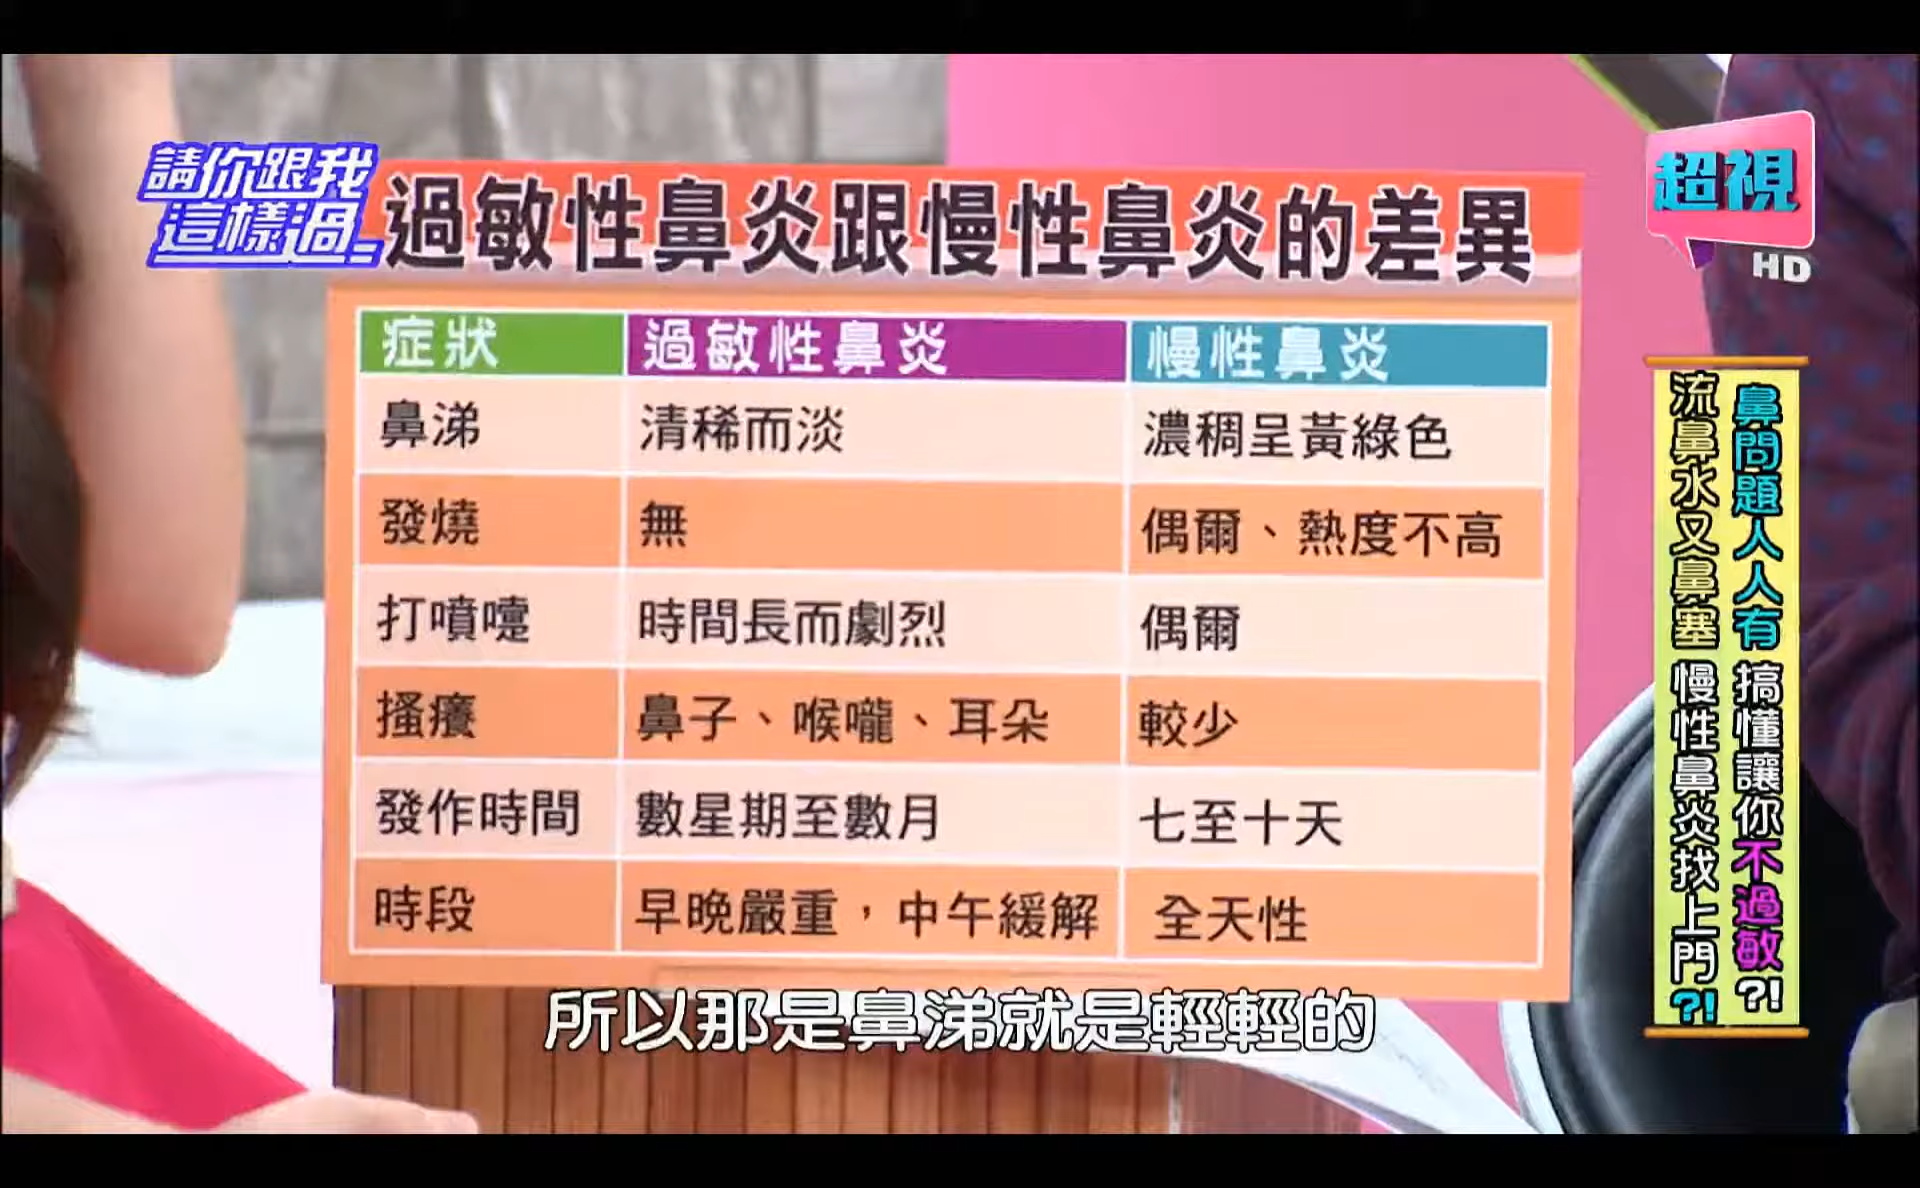 請你跟我
這樣過
過敏性鼻炎跟慢性鼻炎的差異
超視
HD
症狀 過敏性鼻炎 慢性鼻炎
鼻涕 清稀而淡 濃稠呈黃綠色
發燒 無 偶爾、熱度不高
打噴嚏 時間長而劇烈 偶爾
搔癢 鼻子、喉嚨、耳朵 較少
發作時間 數星期至數月 七至十天
時段 早晚嚴重，中午緩解 全天性
鼻問題人人有 搞懂讓你不過敏?!
流鼻水又鼻塞 慢性鼻炎找上門?!
所以那是鼻涕就是輕輕的